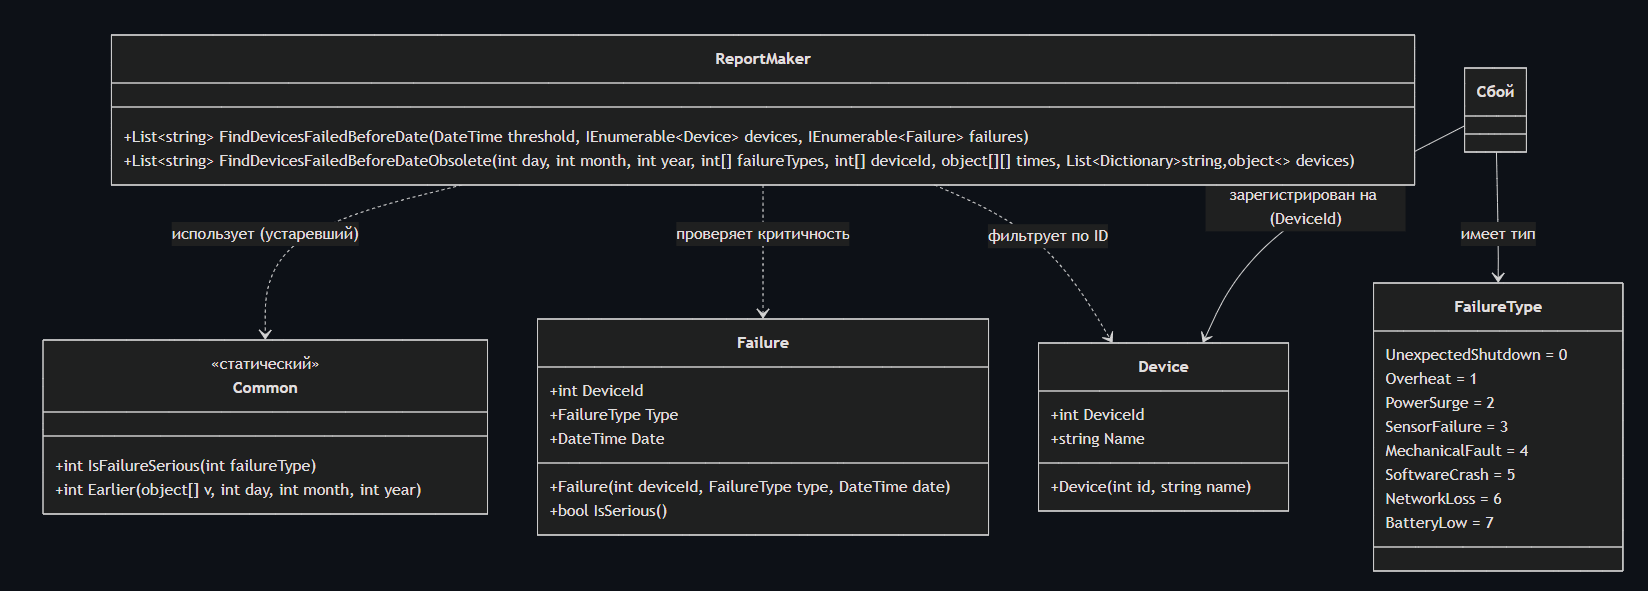 ReportMaker
+List<string> FindDevicesFailedBeforeDate(DateTime threshold, IEnumerable<Device> devices, IEnumerable<Failure> failures)
+List<string> FindDevicesFailedBeforeDateObsolete(int day, int month, int year, int[] failureTypes, int[] deviceId, object[][] times, List<Dictionary>string,object<> devices)
Сбой
использует (устаревший)
проверяет критичность
фильтрует по ID
зарегистрирован на
(DeviceId)
имеет тип
«статический»
Common
+int IsFailureSerious(int failureType)
+int Earlier(object[] v, int day, int month, int year)
Failure
+int DeviceId
+FailureType Type
+DateTime Date
+Failure(int deviceId, FailureType type, DateTime date)
+bool IsSerious()
Device
+int DeviceId
+string Name
+Device(int id, string name)
FailureType
UnexpectedShutdown = 0
Overheat = 1
PowerSurge = 2
SensorFailure = 3
MechanicalFault = 4
SoftwareCrash = 5
NetworkLoss = 6
BatteryLow = 7